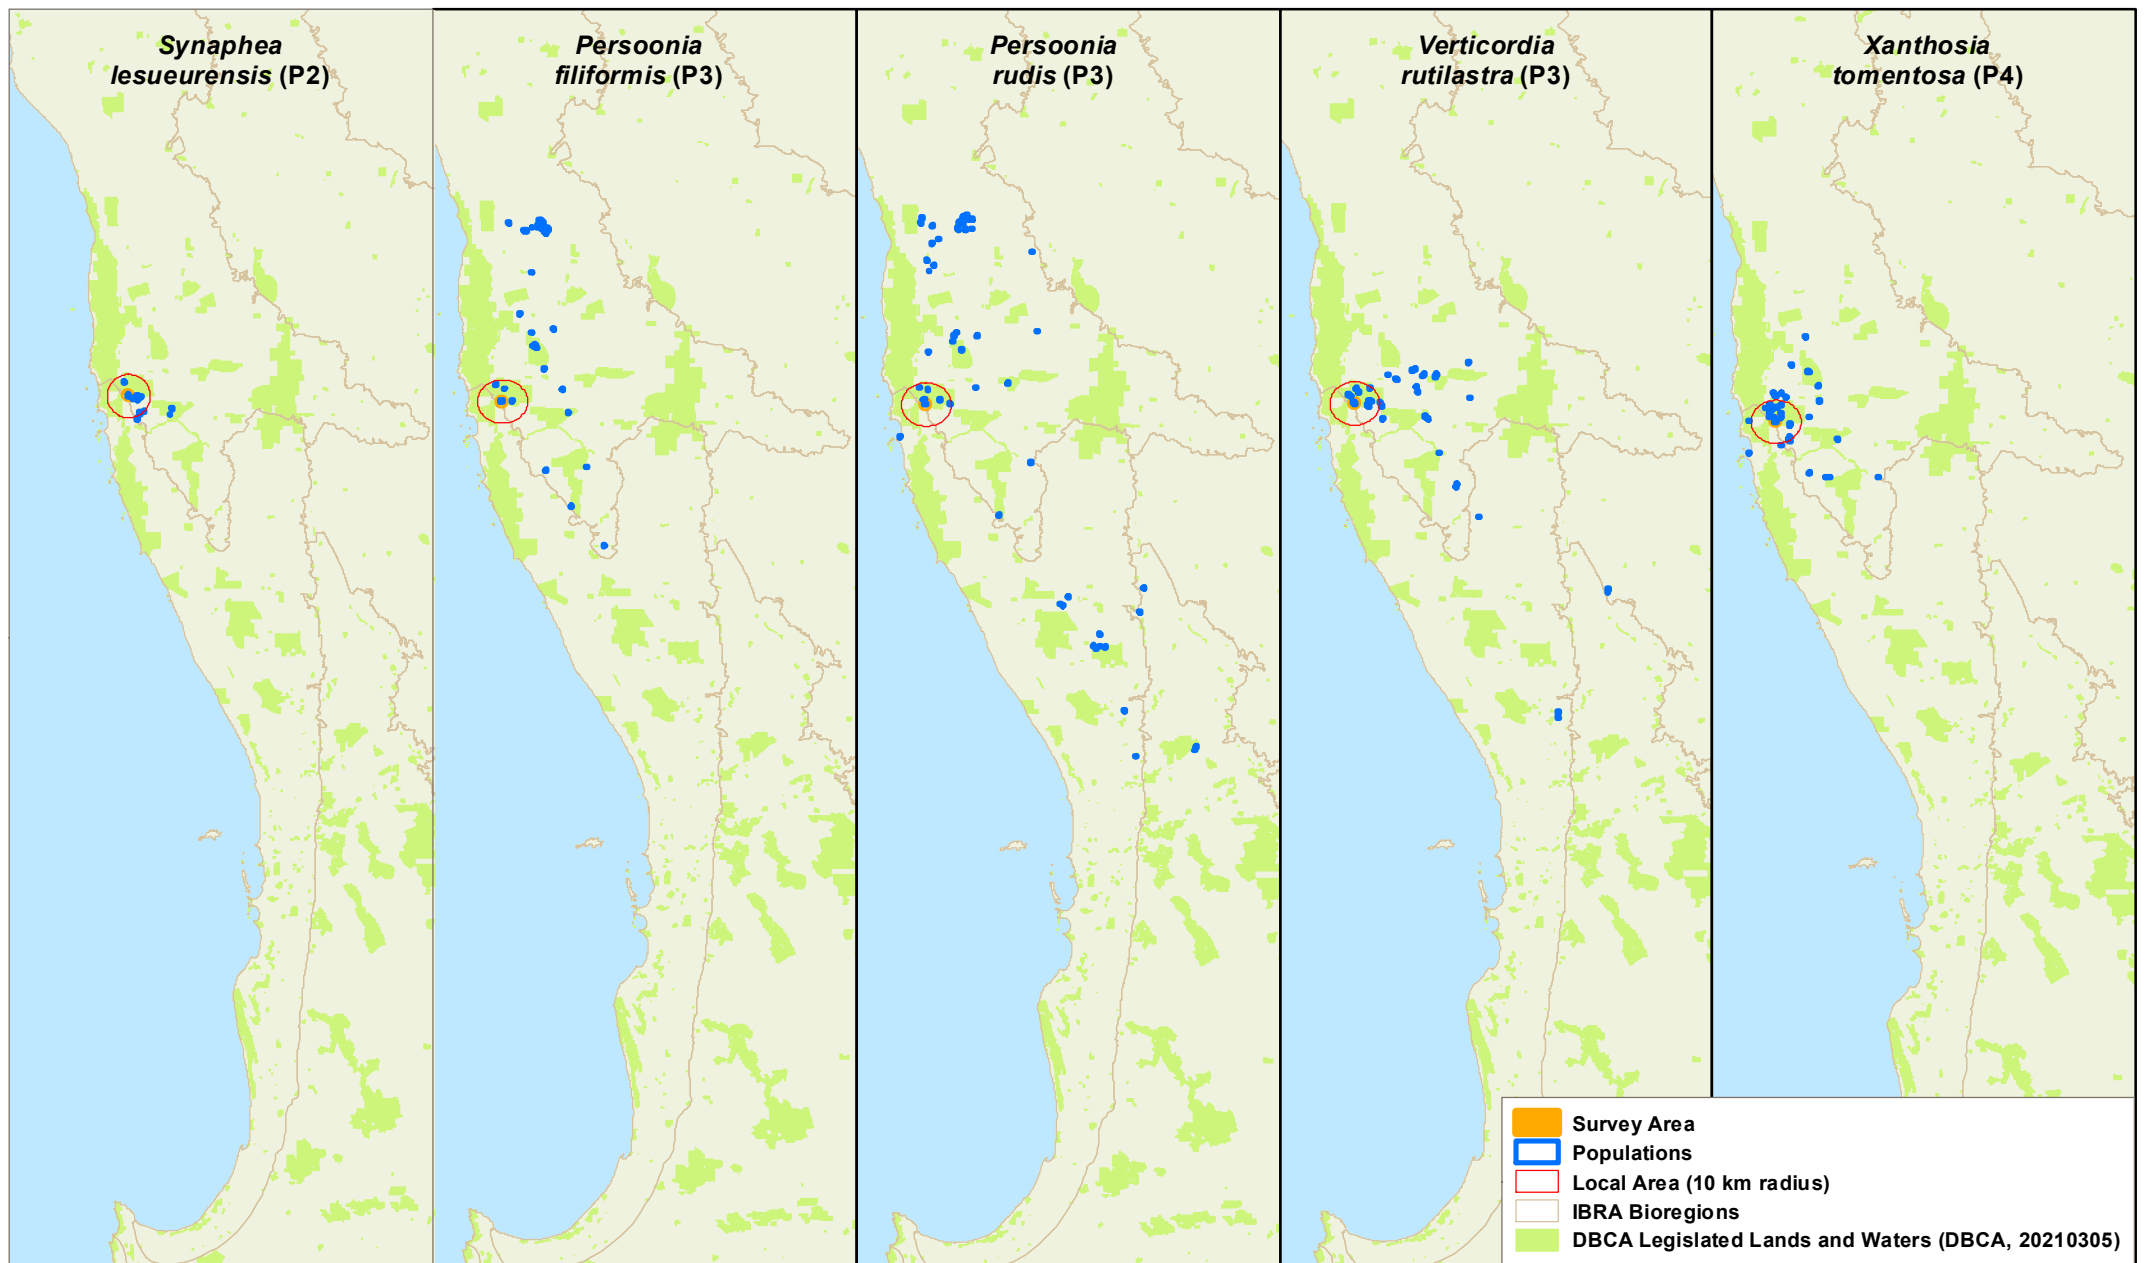 Synaphea
lesueurensis (P2)
Persoonia
filiformis (P3)
Persoonia
rudis (P3)
Verticordia
rutilastra (P3)
Xanthosia
tomentosa (P4)
Survey Area
Populations
Local Area (10 km radius)
IBRA Bioregions
DBCA Legislated Lands and Waters (DBCA, 20210305)